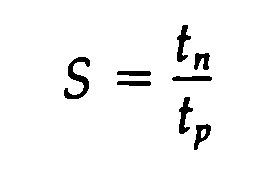 S = t_n / t_p